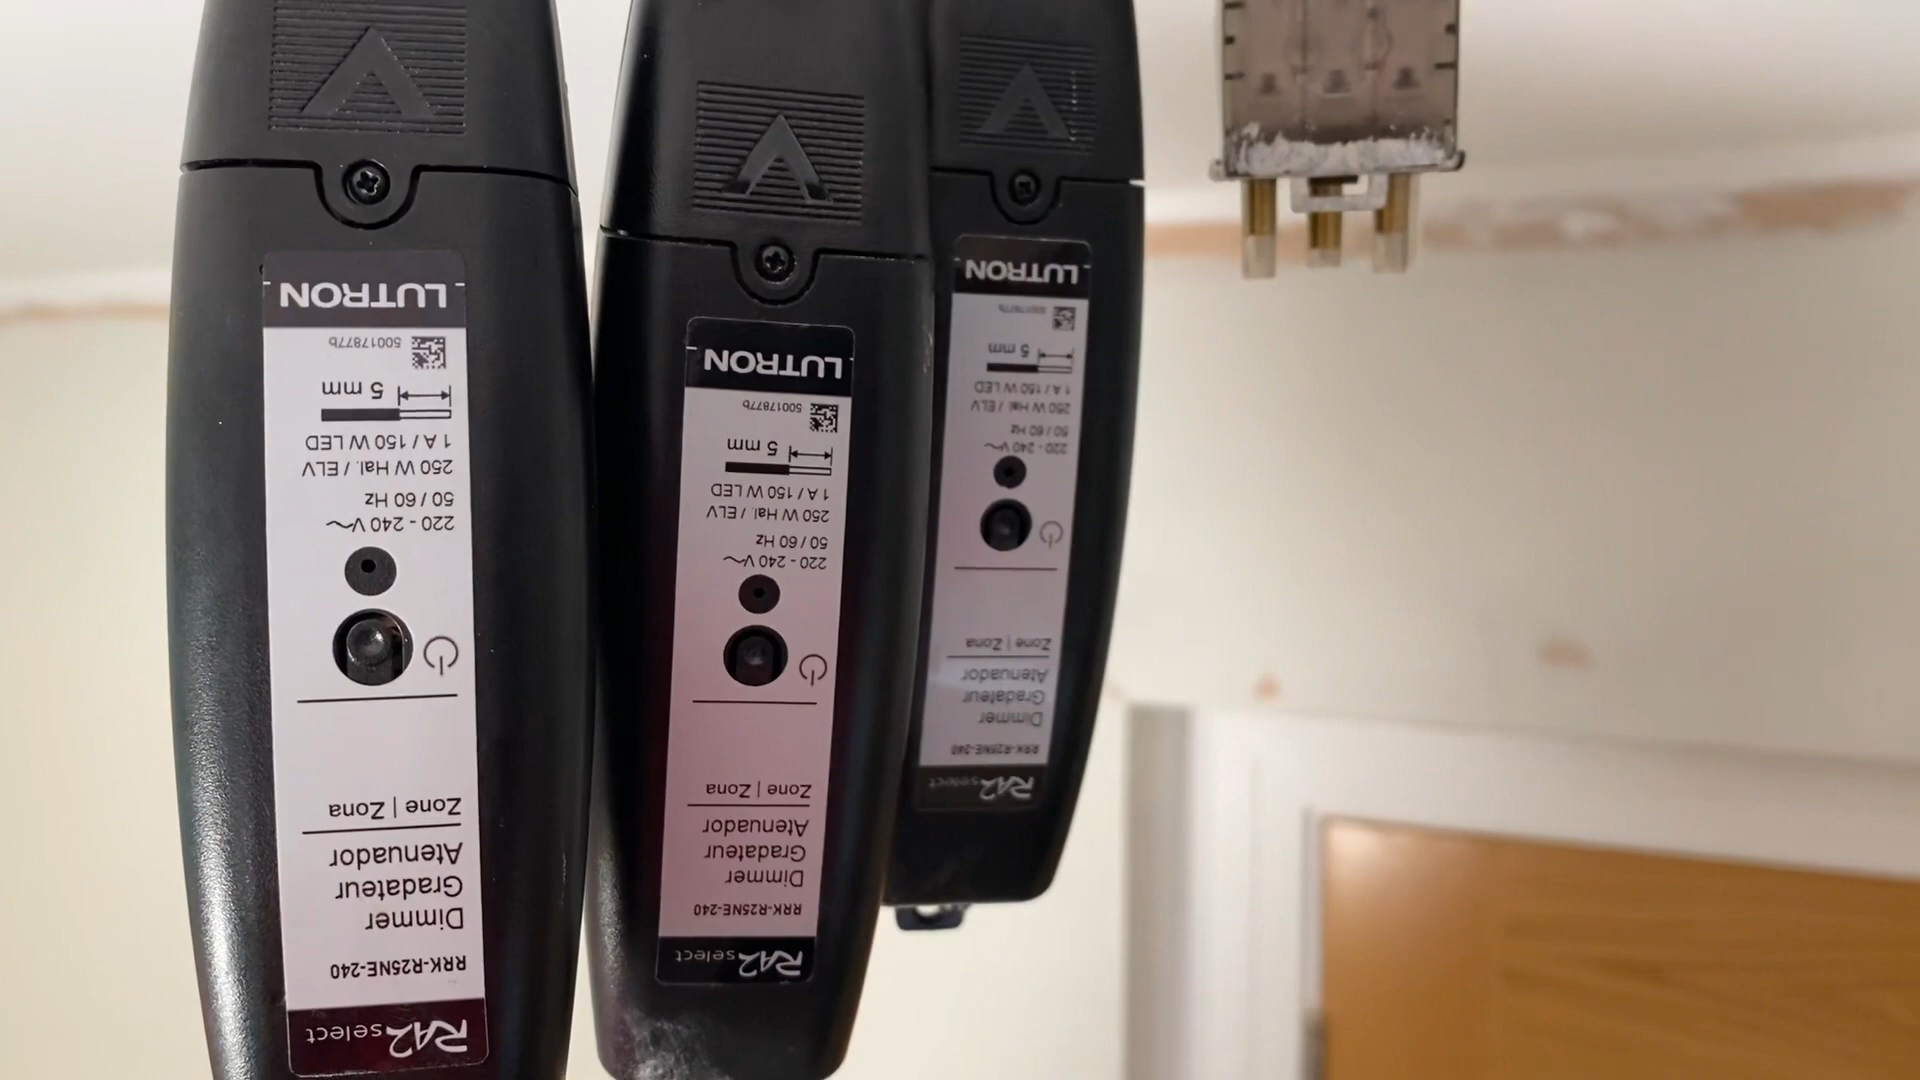 RA2 select
RRK-R25NE-240
Dimmer
Gradateur
Atenuador
Zone | Zona
220 - 240 V~
50 / 60 Hz
250 W Hal. / ELV
1 A / 150 W LED
5 mm
50017877b
LUTRON
RA2 select
RRK-R25NE-240
Dimmer
Gradateur
Atenuador
Zone | Zona
220 - 240 V~
50 / 60 Hz
250 W Hal. / ELV
1 A / 150 W LED
5 mm
50017877b
LUTRON
RA2 select
RRK-R25NE-240
Dimmer
Gradateur
Atenuador
Zone | Zona
220 - 240 V~
50 / 60 Hz
250 W Hal. / ELV
1 A / 150 W LED
5 mm
50017877b
LUTRON